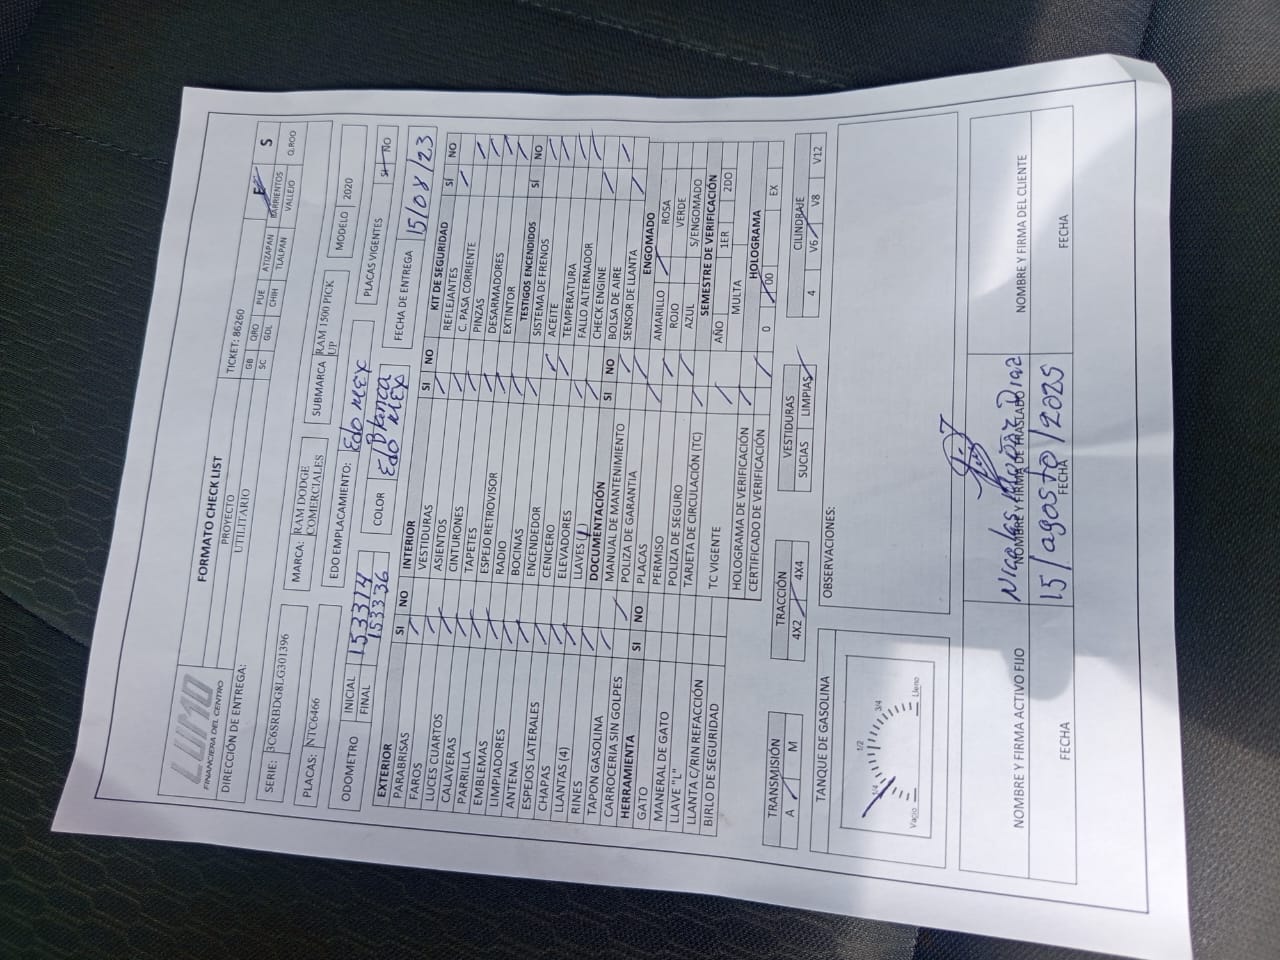 LUMO
FINANCIERA DEL CENTRO
FORMATO CHECK LIST
PROYECTO
UTILITARIO
TICKET: 86260
DIRECCIÓN DE ENTREGA:
GB QRO PUE ATIZAPAN BARRIENTOS Q.ROO
SC GDL CHIH TLALPAN VALLEJO
E S
SERIE: 3C6SRBDG8LG301396
MARCA: RAM DODGE COMERCIALES
SUBMARCA RAM 1500 PICK UP
MODELO 2020
PLACAS: NTC6466
EDO EMPLACAMIENTO: Edo Mex
PLACAS VIGENTES SI NO
ODOMETRO INICIAL 153314
FINAL 153336
COLOR Blanca
Edo Mex
FECHA DE ENTREGA 15/08/23
EXTERIOR SI NO
PARABRISAS
FAROS
LUCES CUARTOS
CALAVERAS
PARRILLA
EMBLEMAS
LIMPIADORES
ANTENA
ESPEJOS LATERALES
CHAPAS
LLANTAS (4)
RINES
TAPON GASOLINA
CARROCERIA SIN GOLPES
HERRAMIENTA SI NO
GATO
MANERAL DE GATO
LLAVE "L"
LLANTA C/RIN REFACCIÓN
BIRLO DE SEGURIDAD
INTERIOR SI NO
VESTIDURAS
ASIENTOS
CINTURONES
TAPETES
ESPEJO RETROVISOR
RADIO
BOCINAS
ENCENDEDOR
CENICERO
ELEVADORES
LLAVES (1)
DOCUMENTACIÓN SI NO
MANUAL DE MANTENIMIENTO
POLIZA DE GARANTIA
PLACAS
PERMISO
POLIZA DE SEGURO
TARJETA DE CIRCULACIÓN (TC)
TC VIGENTE
HOLOGRAMA DE VERIFICACIÓN
CERTIFICADO DE VERIFICACIÓN
KIT DE SEGURIDAD SI NO
REFLEJANTES
C. PASA CORRIENTE
PINZAS
DESARMADORES
EXTINTOR
TESTIGOS ENCENDIDOS SI NO
SISTEMA DE FRENOS
ACEITE
TEMPERATURA
FALLO ALTERNADOR
CHECK ENGINE
BOLSA DE AIRE
SENSOR DE LLANTA
ENGOMADO
AMARILLO ROSA
ROJO VERDE
AZUL S/ENGOMADO
SEMESTRE DE VERIFICACIÓN
AÑO 1ER 2DO
MULTA
HOLOGRAMA
0 00 EX
TRANSMISIÓN
A M
TRACCIÓN
4X2 4X4
VESTIDURAS
SUCIAS LIMPIAS
CILINDRAJE
4 V6 V8 V12
TANQUE DE GASOLINA
Vacio 1/4 1/2 3/4 Lleno
OBSERVACIONES:
Nicolas Muñoz Diaz
NOMBRE Y FIRMA ACTIVO FIJO
NOMBRE Y FIRMA DE TRASLADO
NOMBRE Y FIRMA DEL CLIENTE
15/agosto/2025
FECHA
FECHA
FECHA